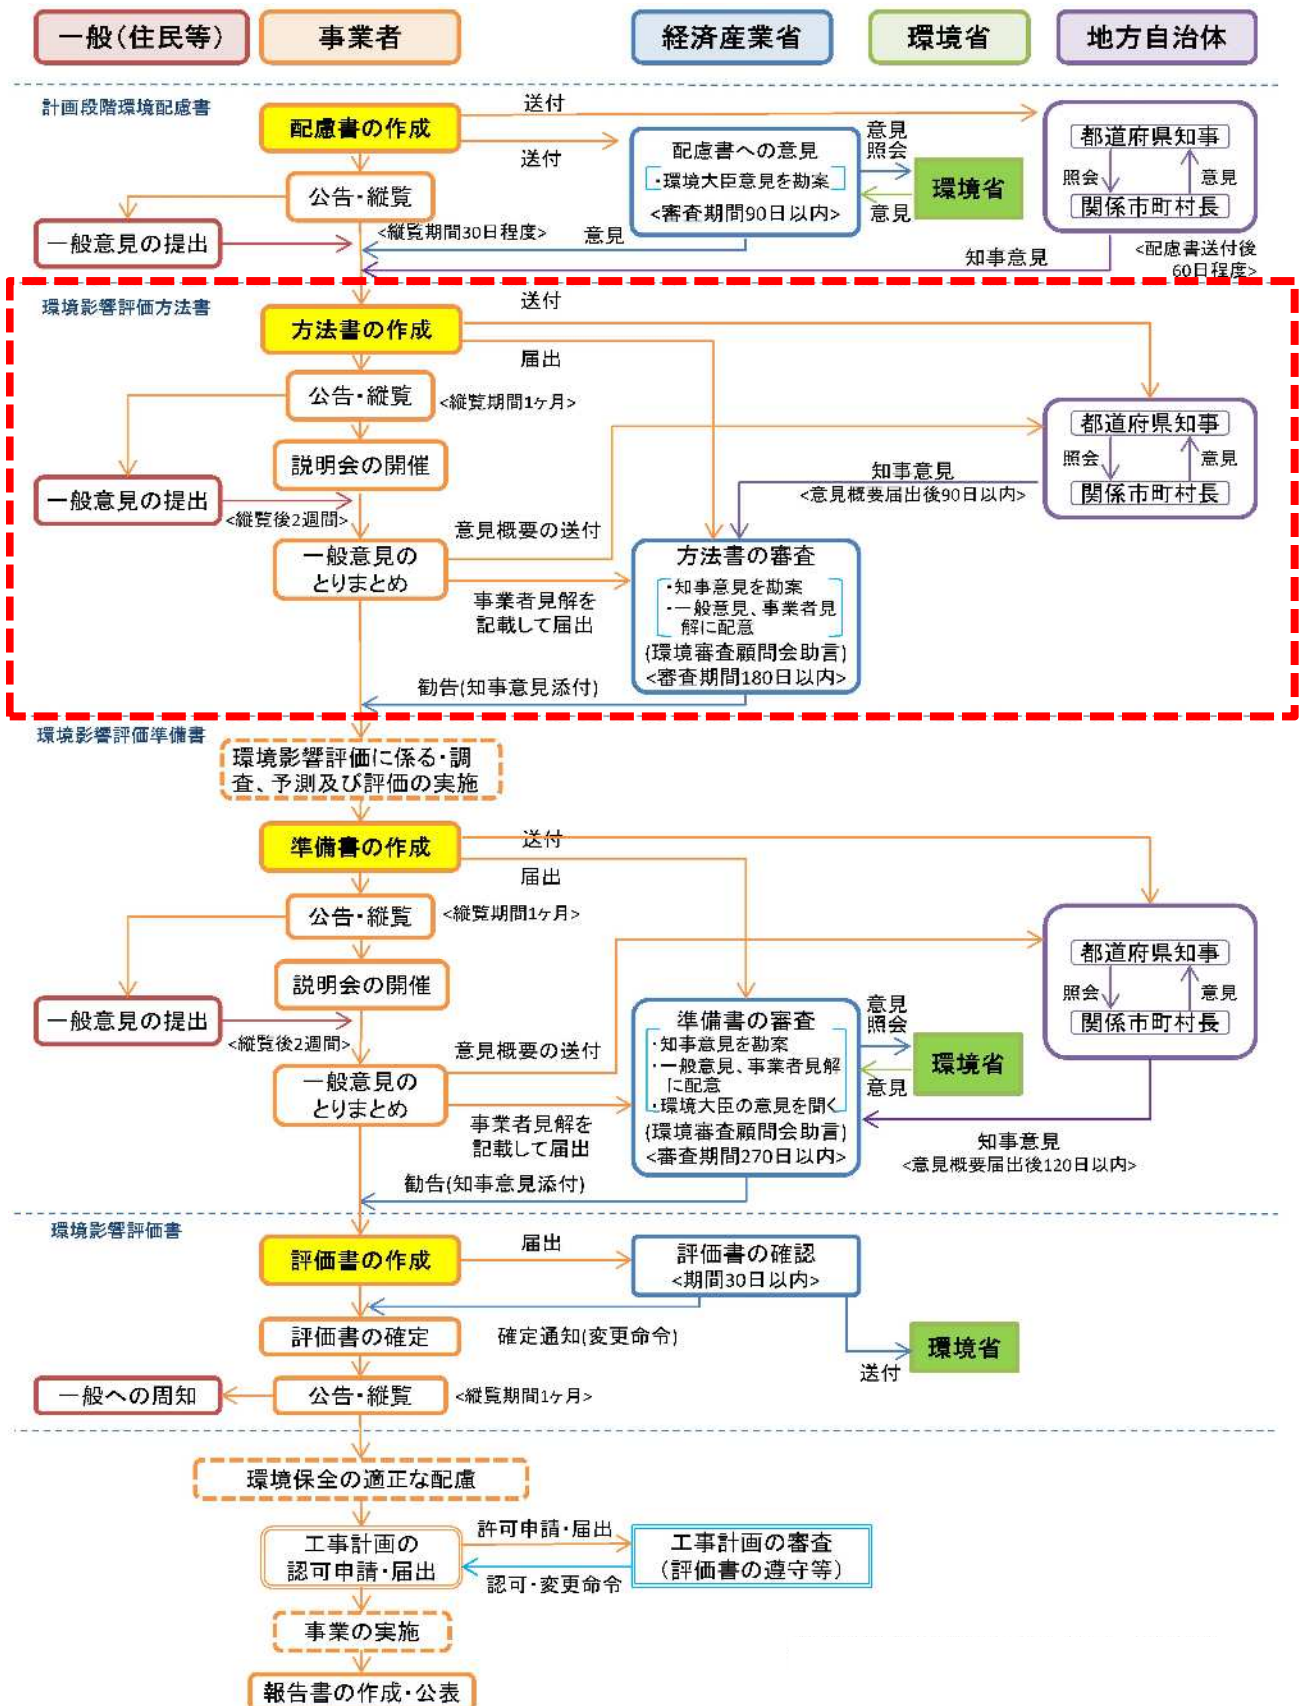 一般(住民等)
事業者
経済産業省
環境省
地方自治体
計画段階環境配慮書
配慮書の作成
送付
送付
公告・縦覧
<縦覧期間30日程度>
一般意見の提出
配慮書への意見
・環境大臣意見を勘案
<審査期間90日以内>
意見
意見
照会
意見
環境省
都道府県知事
照会
意見
関係市町村長
知事意見
<配慮書送付後
60日程度>
環境影響評価方法書
方法書の作成
送付
届出
公告・縦覧
<縦覧期間1ヶ月>
説明会の開催
一般意見の提出
<縦覧後2週間>
一般意見の
とりまとめ
意見概要の送付
事業者見解を
記載して届出
都道府県知事
照会
意見
関係市町村長
知事意見
<意見概要届出後90日以内>
方法書の審査
・知事意見を勘案
・一般意見、事業者見
解に配意
(環境審査顧問会助言)
<審査期間180日以内>
勧告(知事意見添付)
環境影響評価準備書
環境影響評価に係る・調
査、予測及び評価の実施
準備書の作成
送付
届出
公告・縦覧
<縦覧期間1ヶ月>
説明会の開催
一般意見の提出
<縦覧後2週間>
一般意見の
とりまとめ
意見概要の送付
事業者見解を
記載して届出
準備書の審査
・知事意見を勘案
・一般意見、事業者見解
に配意
・環境大臣の意見を聞く
(環境審査顧問会助言)
<審査期間270日以内>
意見
照会
意見
環境省
都道府県知事
照会
意見
関係市町村長
知事意見
<意見概要届出後120日以内>
勧告(知事意見添付)
環境影響評価書
評価書の作成
届出
評価書の確認
<期間30日以内>
評価書の確定
確定通知(変更命令)
送付
環境省
一般への周知
公告・縦覧
<縦覧期間1ヶ月>
環境保全の適正な配慮
工事計画の
認可申請・届出
許可申請・届出
認可・変更命令
工事計画の審査
(評価書の遵守等)
事業の実施
報告書の作成・公表